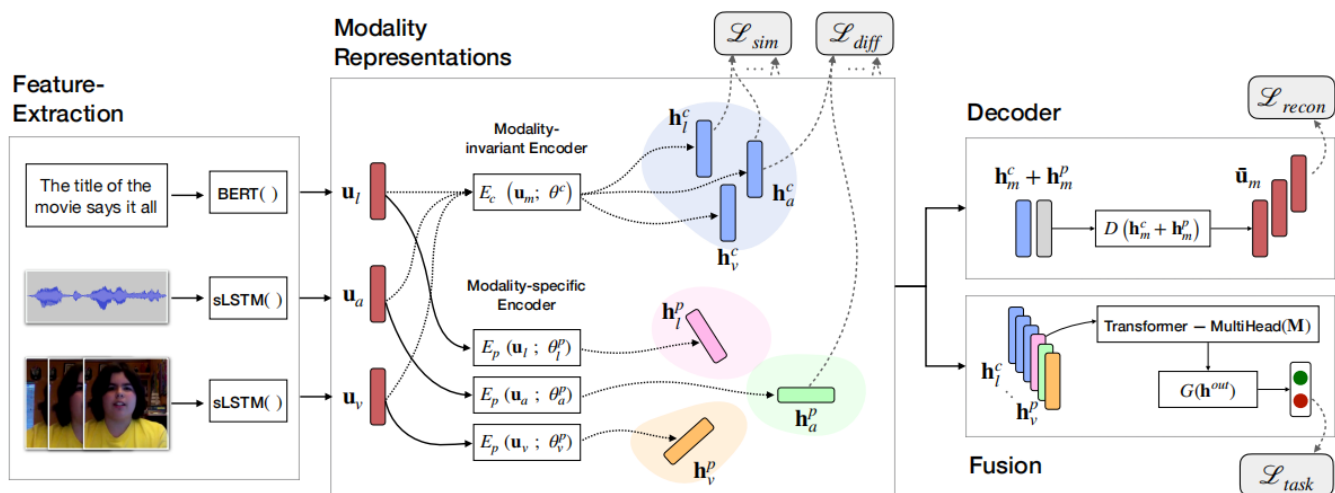 Feature-
Extraction
The title of the
movie says it all
BERT( )
sLSTM( )
sLSTM( )
Modality
Representations
𝐮_l
𝐮_a
𝐮_v
Modality-
invariant Encoder
E_c (𝐮_m; θ^c)
Modality-specific
Encoder
E_p (𝐮_l ; θ_l^p)
E_p (𝐮_a ; θ_a^p)
E_p (𝐮_v ; θ_v^p)
𝐡_l^c
𝐡_a^c
𝐡_v^c
𝐡_l^p
𝐡_a^p
𝐡_v^p
ℒ_sim
ℒ_diff
Decoder
𝐡_m^c + 𝐡_m^p
D (𝐡_m^c + 𝐡_m^p)
ū_m
ℒ_recon
𝐡_l^c
⋱
𝐡_v^p
Transformer – MultiHead(𝐌)
G(𝐡^out)
Fusion
ℒ_task